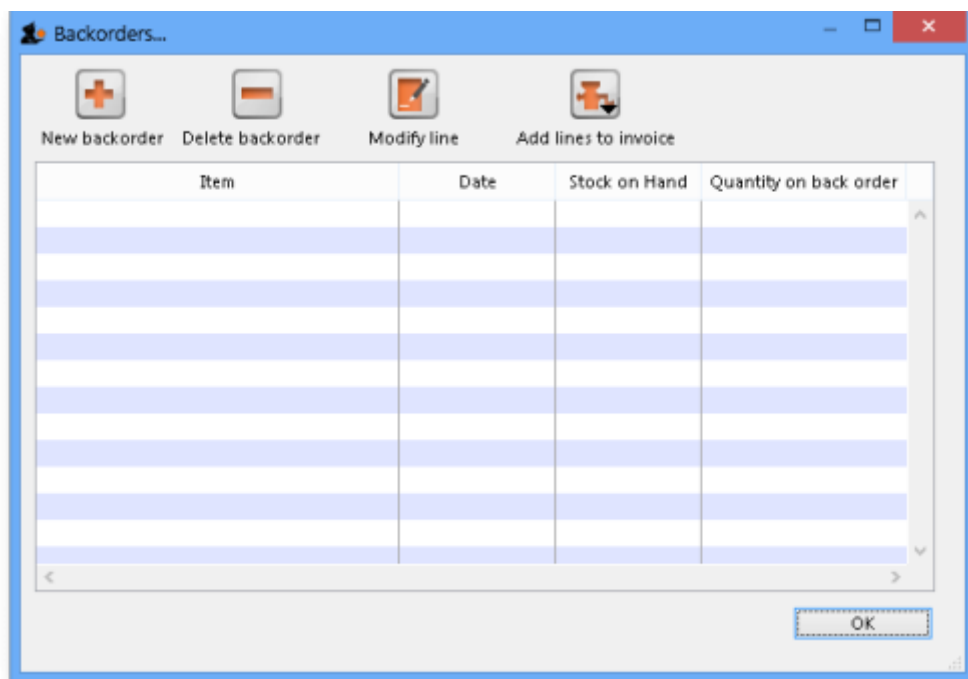 Backorders...
New backorder Delete backorder Modify line Add lines to invoice
Item Date Stock on Hand Quantity on back order
OK